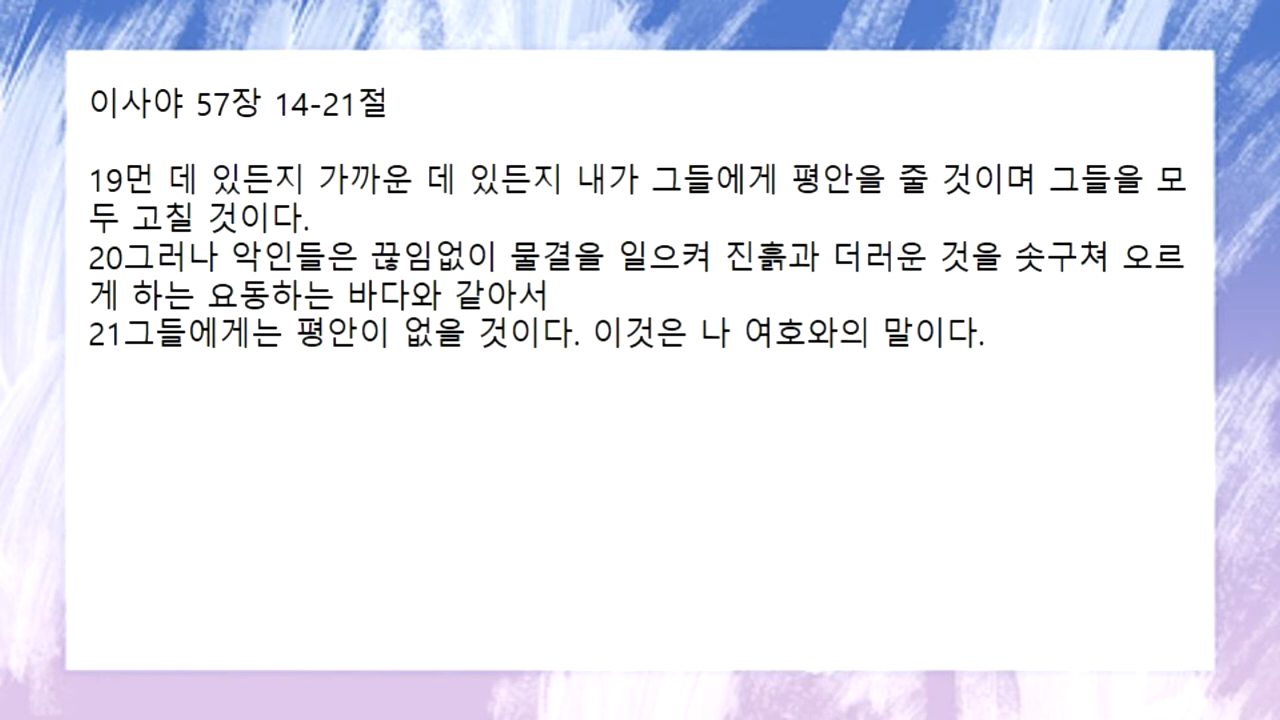 이사야 57장 14-21절
19먼 데 있든지 가까운 데 있든지 내가 그들에게 평안을 줄 것이며 그들을 모
두 고칠 것이다.
20그러나 악인들은 끊임없이 물결을 일으켜 진흙과 더러운 것을 솟구쳐 오르
게 하는 요동하는 바다와 같아서
21그들에게는 평안이 없을 것이다. 이것은 나 여호와의 말이다.